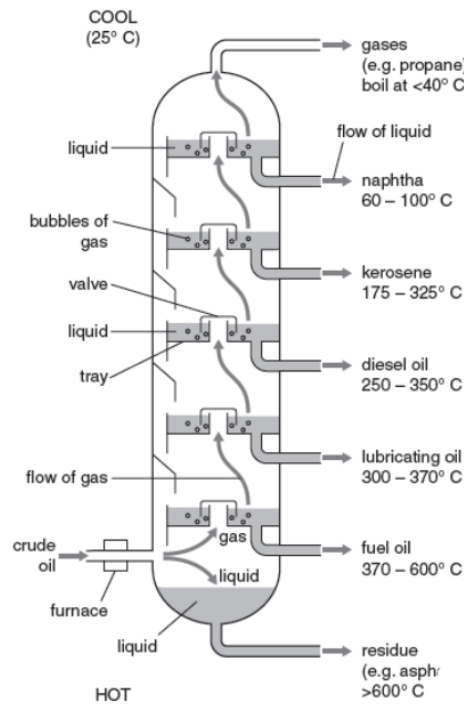 COOL
(25° C)
gases
(e.g. propane)
boil at <40° C
flow of liquid
liquid
naphtha
60 – 100° C
bubbles of
gas
kerosene
175 – 325° C
valve
liquid
diesel oil
250 – 350° C
tray
lubricating oil
300 – 370° C
flow of gas
gas
crude
oil
fuel oil
370 – 600° C
liquid
furnace
liquid
residue
(e.g.
>600° C
HOT